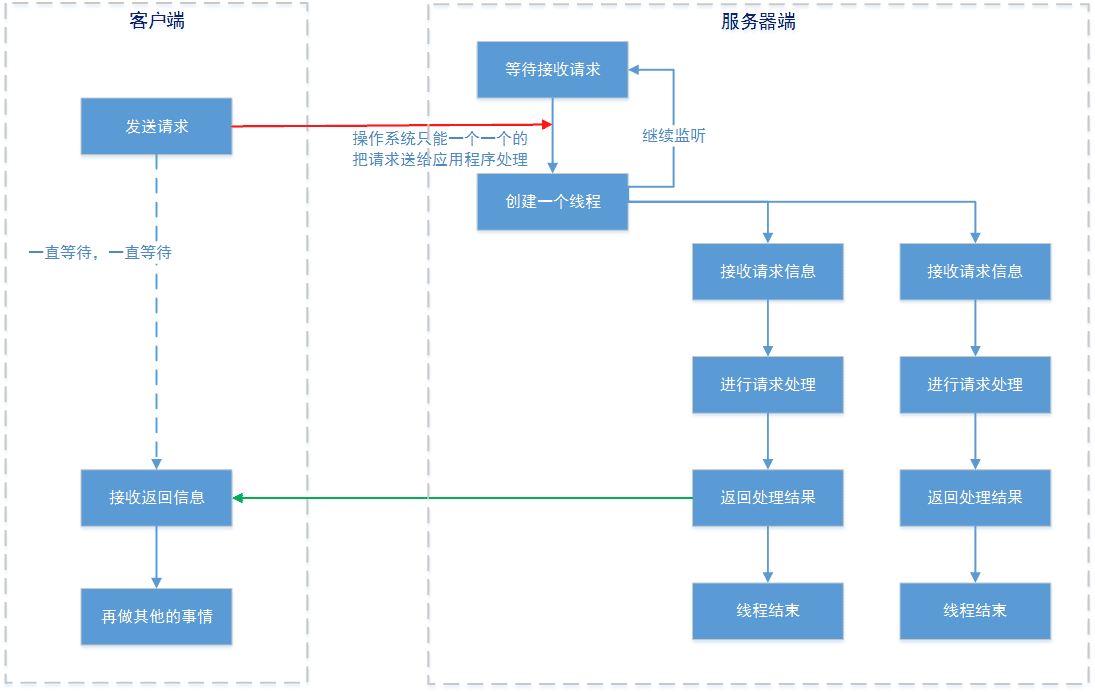 客户端
发送请求
一直等待，一直等待
接收返回信息
再做其他的事情
服务器端
等待接收请求
操作系统只能一个一个的
把请求送给应用程序处理
继续监听
创建一个线程
接收请求信息
接收请求信息
进行请求处理
进行请求处理
返回处理结果
返回处理结果
线程结束
线程结束